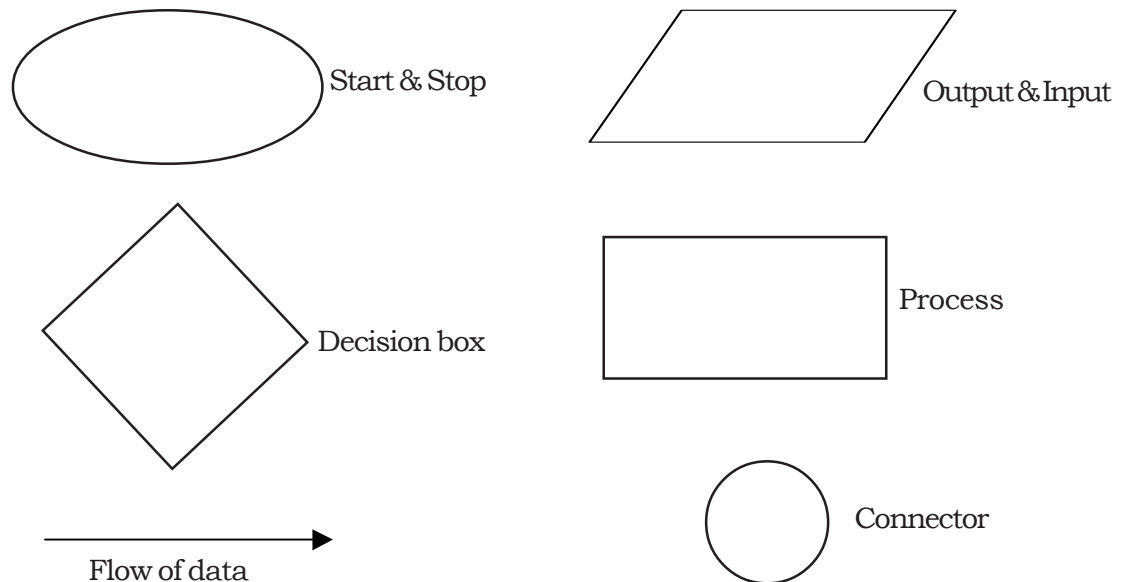 Start & Stop
Output & Input
Decision box
Process
Connector
Flow of data